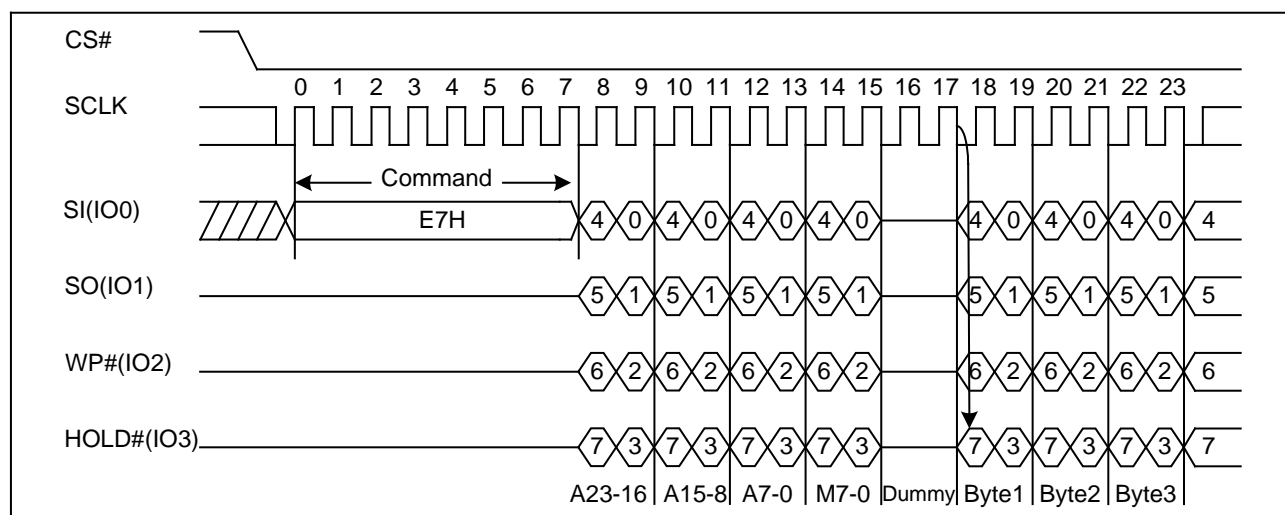 CS#
0 1 2 3 4 5 6 7 8 9 10 11 12 13 14 15 16 17 18 19 20 21 22 23
SCLK
Command
SI(IO0) E7H 4 0 4 0 4 0 4 0 4 0 4 0 4 0 4
SO(IO1) 5 1 5 1 5 1 5 1 5 1 5 1 5 1 5
WP#(IO2) 6 2 6 2 6 2 6 2 6 2 6 2 6 2 6
HOLD#(IO3) 7 3 7 3 7 3 7 3 7 3 7 3 7 3 7
A23-16 A15-8 A7-0 M7-0 Dummy Byte1 Byte2 Byte3